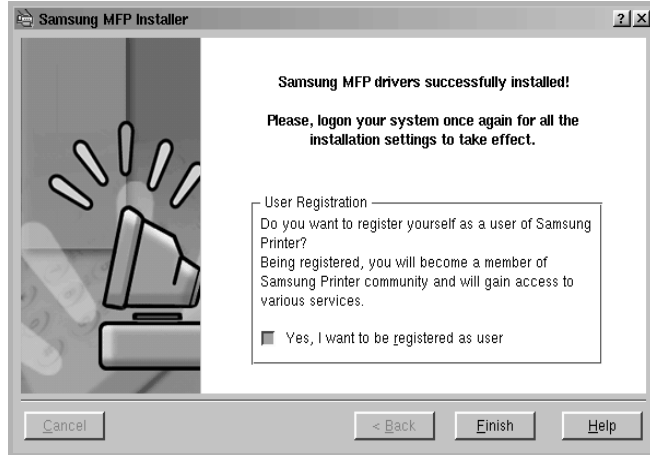 Samsung MFP Installer
Samsung MFP drivers successfully installed!
Please, logon your system once again for all the
installation settings to take effect.
User Registration
Do you want to register yourself as a user of Samsung
Printer?
Being registered, you will become a member of
Samsung Printer community and will gain access to
various services.
Yes, I want to be registered as user
Cancel
< Back
Finish
Help